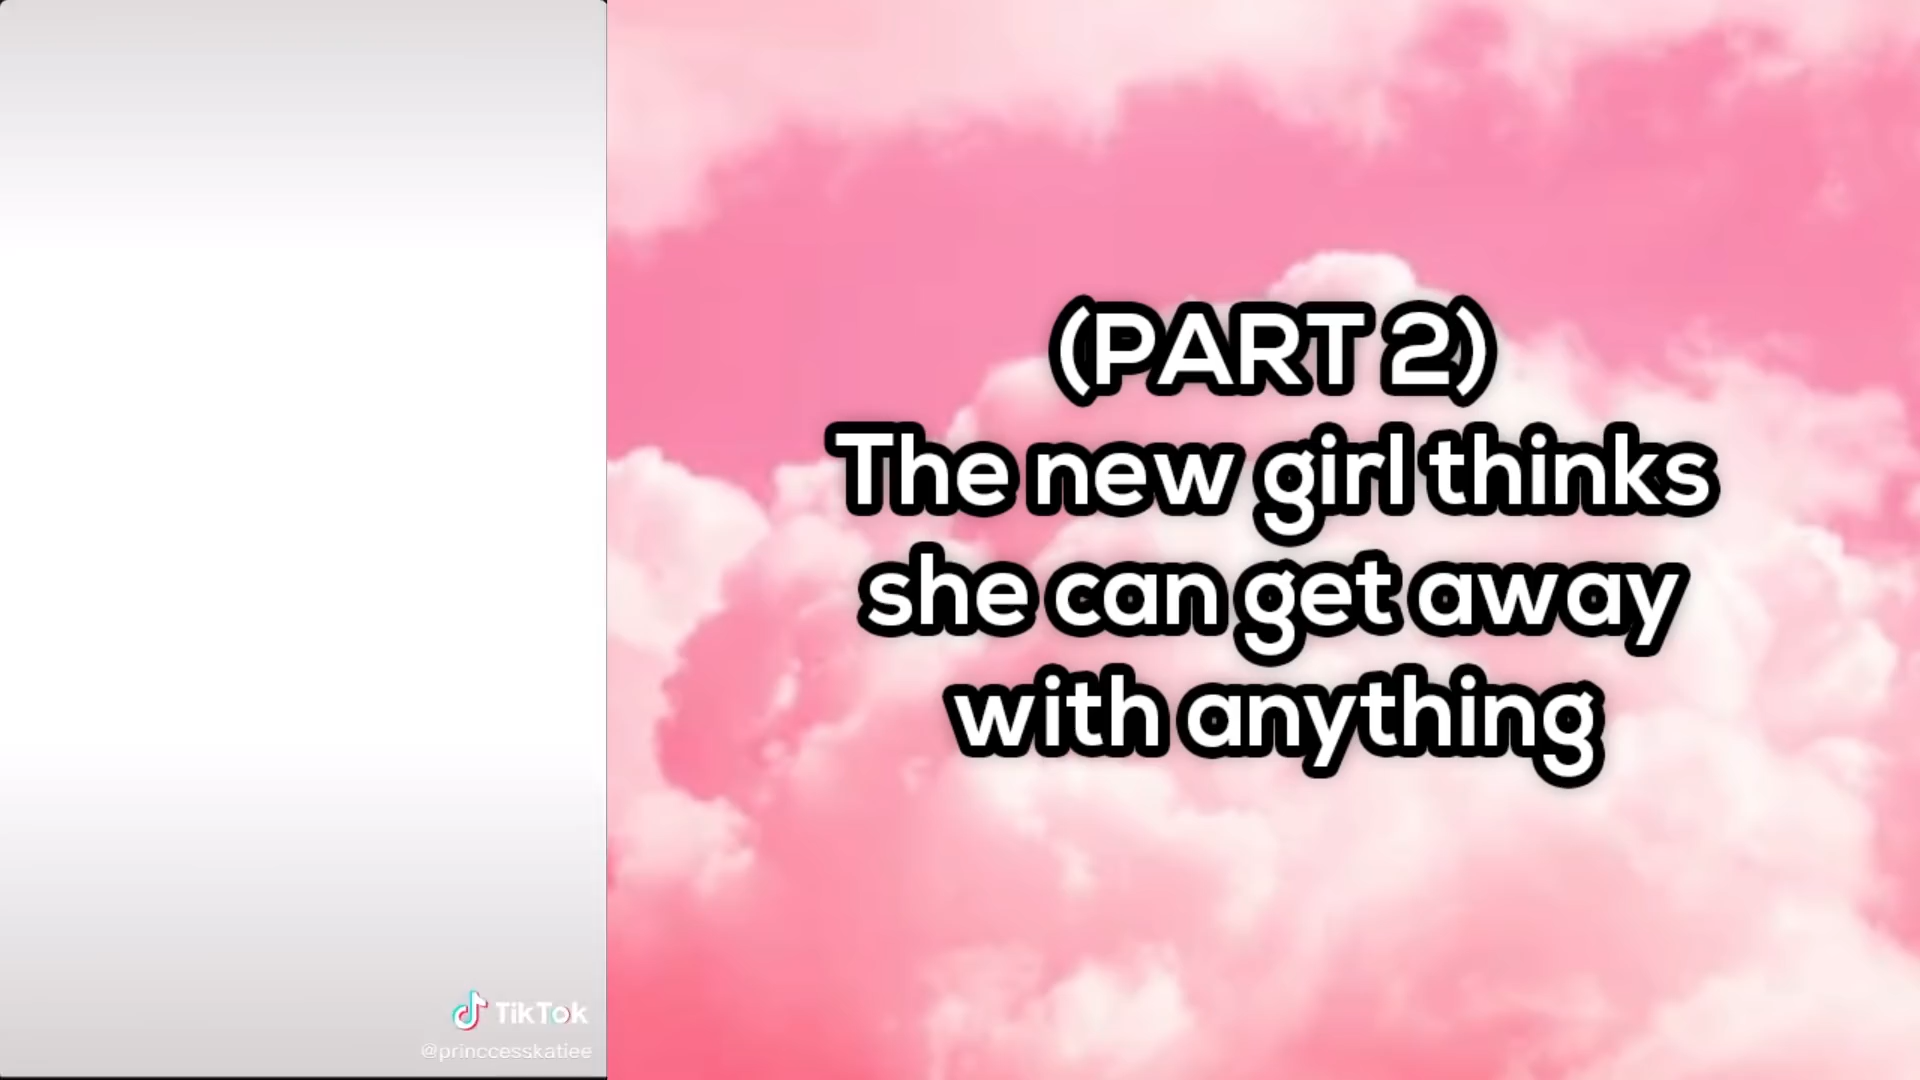 (PART 2)
The new girl thinks
she can get away
with anything
TikTok
@princcesskatiee